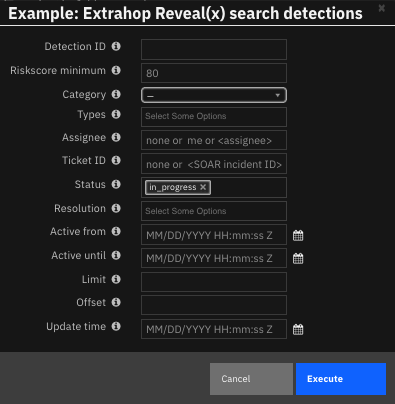 Example: Extrahop Reveal(x) search detections
Detection ID
Riskscore minimum 80
Category —
Types Select Some Options
Assignee none or me or <assignee>
Ticket ID none or <SOAR incident ID>
Status in_progress
Resolution Select Some Options
Active from MM/DD/YYYY HH:mm:ss Z
Active until MM/DD/YYYY HH:mm:ss Z
Limit
Offset
Update time MM/DD/YYYY HH:mm:ss Z
Cancel Execute